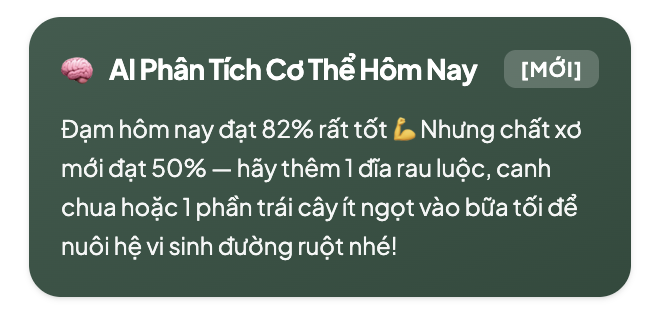 🧠 AI Phân Tích Cơ Thể Hôm Nay [MỚI]
Đạm hôm nay đạt 82% rất tốt 💪 Nhưng chất xơ
mới đạt 50% — hãy thêm 1 đĩa rau luộc, canh
chua hoặc 1 phần trái cây ít ngọt vào bữa tối để
nuôi hệ vi sinh đường ruột nhé!